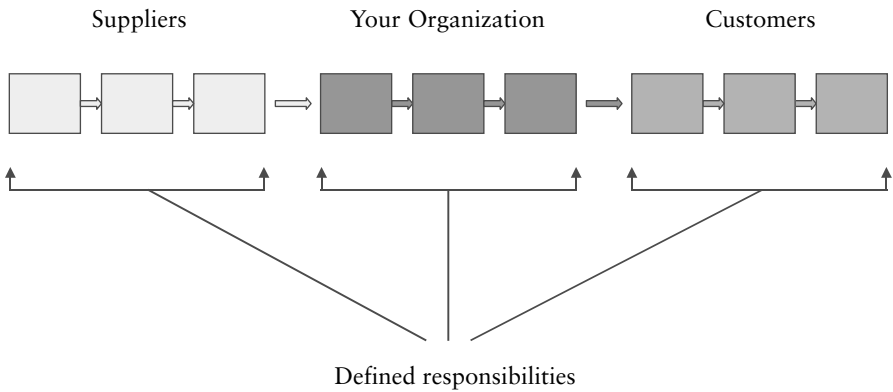 Suppliers
Your Organization
Customers
Defined responsibilities